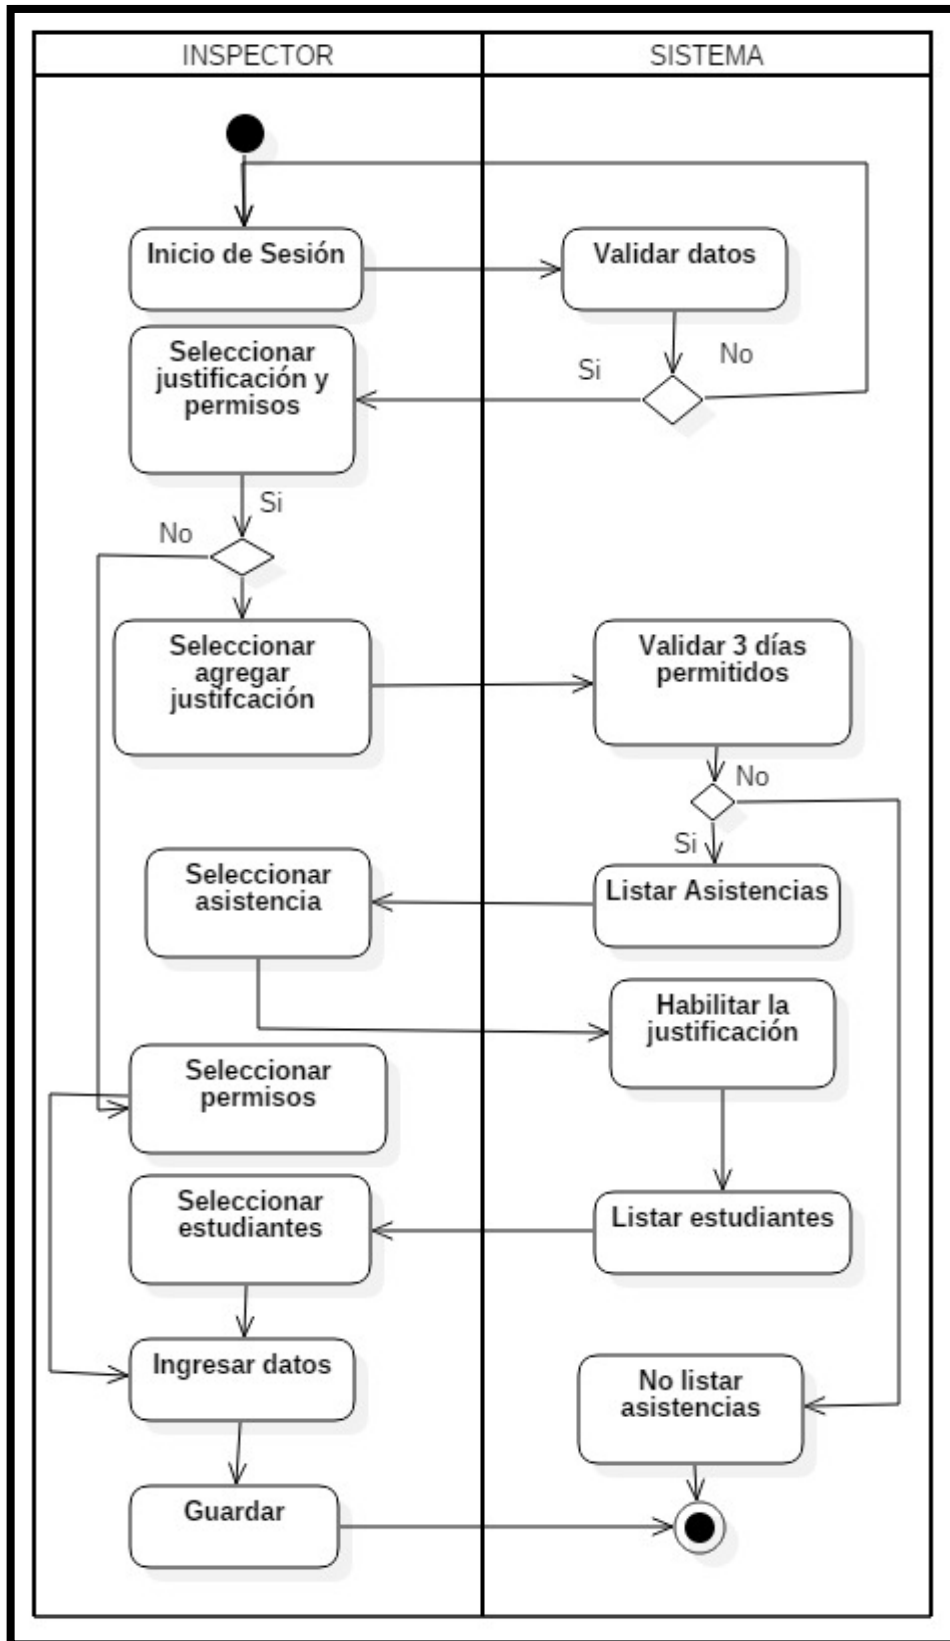 INSPECTOR
SISTEMA
Inicio de Sesión
Validar datos
Seleccionar
justificación y
permisos
Si
No
Si
No
Seleccionar
agregar
justifcación
Validar 3 días
permitidos
No
Si
Seleccionar
asistencia
Listar Asistencias
Habilitar la
justificación
Seleccionar
permisos
Seleccionar
estudiantes
Listar estudiantes
Ingresar datos
No listar
asistencias
Guardar